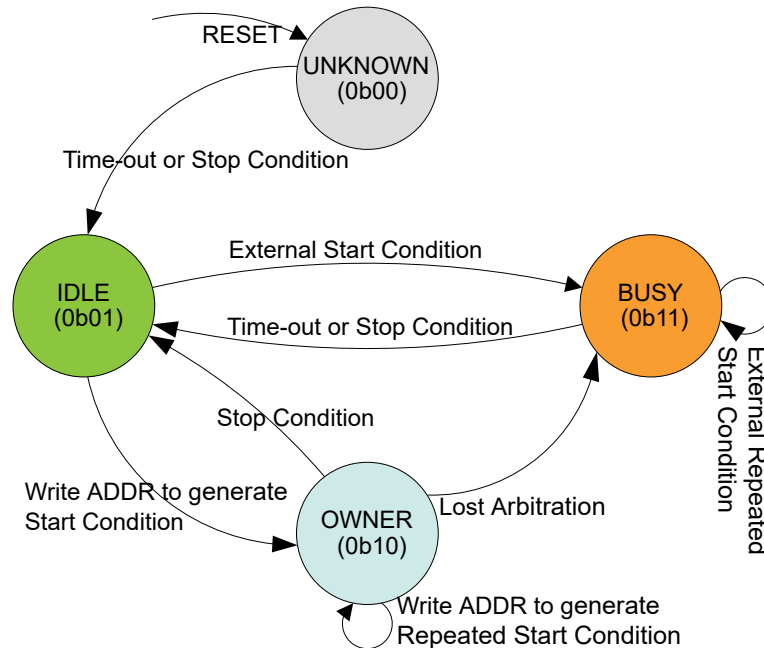 RESET
UNKNOWN
(0b00)
Time-out or Stop Condition
External Start Condition
IDLE
(0b01)
BUSY
(0b11)
Time-out or Stop Condition
External Repeated
Start Condition
Stop Condition
Write ADDR to generate
Start Condition
OWNER
(0b10)
Lost Arbitration
Write ADDR to generate
Repeated Start Condition